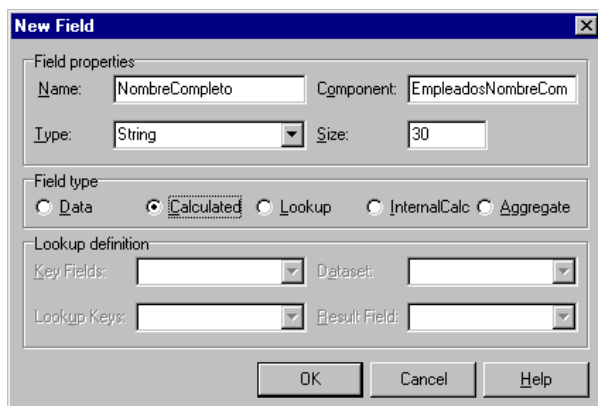 New Field
Field properties
Name: NombreCompleto Component: EmpleadosNombreCom
Type: String Size: 30
Field type
Data Calculated Lookup InternalCalc Aggregate
Lookup definition
Key Fields: Dataset:
Lookup Keys: Result Field:
OK Cancel Help